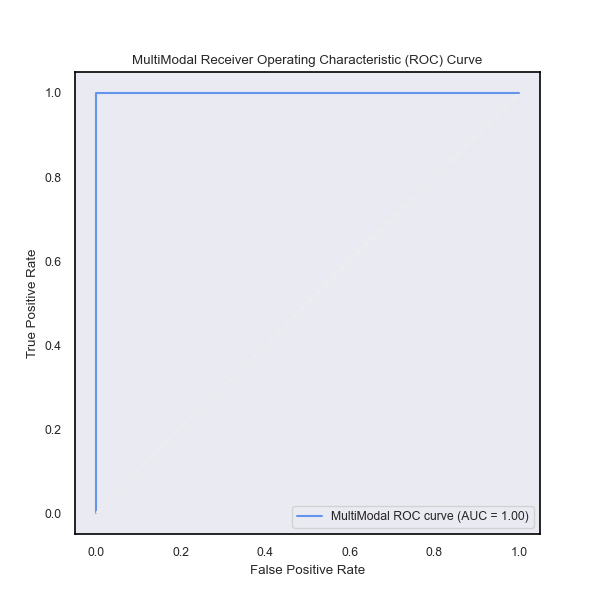 MultiModal Receiver Operating Characteristic (ROC) Curve
1.0
0.8
0.6
0.4
0.2
0.0
True Positive Rate
MultiModal ROC curve (AUC = 1.00)
0.0 0.2 0.4 0.6 0.8 1.0
False Positive Rate